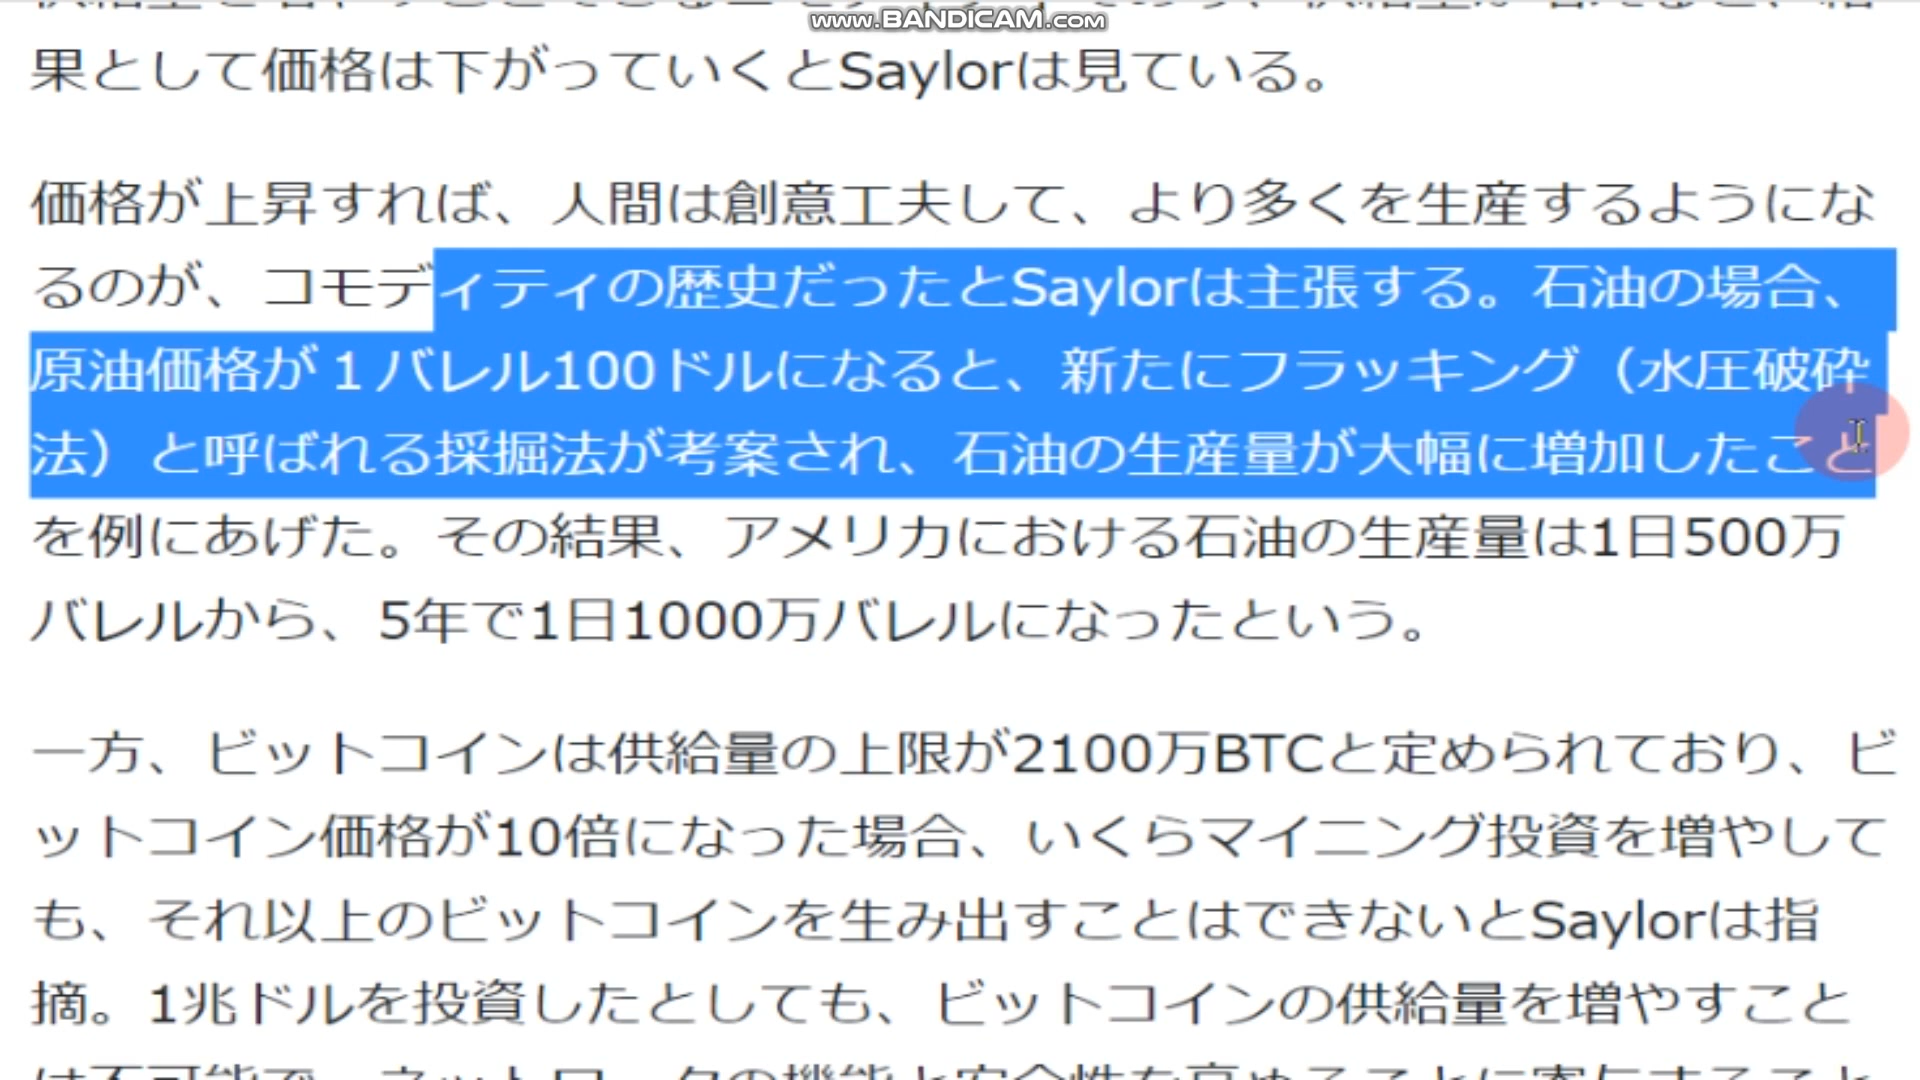 www.BANDICAM.com
果として価格は下がっていくとSaylorは見ている。
価格が上昇すれば、人間は創意工夫して、より多くを生産するようにな
るのが、コモディティの歴史だったとSaylorは主張する。石油の場合、
原油価格が１バレル100ドルになると、新たにフラッキング（水圧破砕
法）と呼ばれる採掘法が考案され、石油の生産量が大幅に増加したこと
を例にあげた。その結果、アメリカにおける石油の生産量は1日500万
バレルから、5年で1日1000万バレルになったという。
一方、ビットコインは供給量の上限が2100万BTCと定められており、ビ
ットコイン価格が10倍になった場合、いくらマイニング投資を増やして
も、それ以上のビットコインを生み出すことはできないとSaylorは指
摘。1兆ドルを投資したとしても、ビットコインの供給量を増やすこと